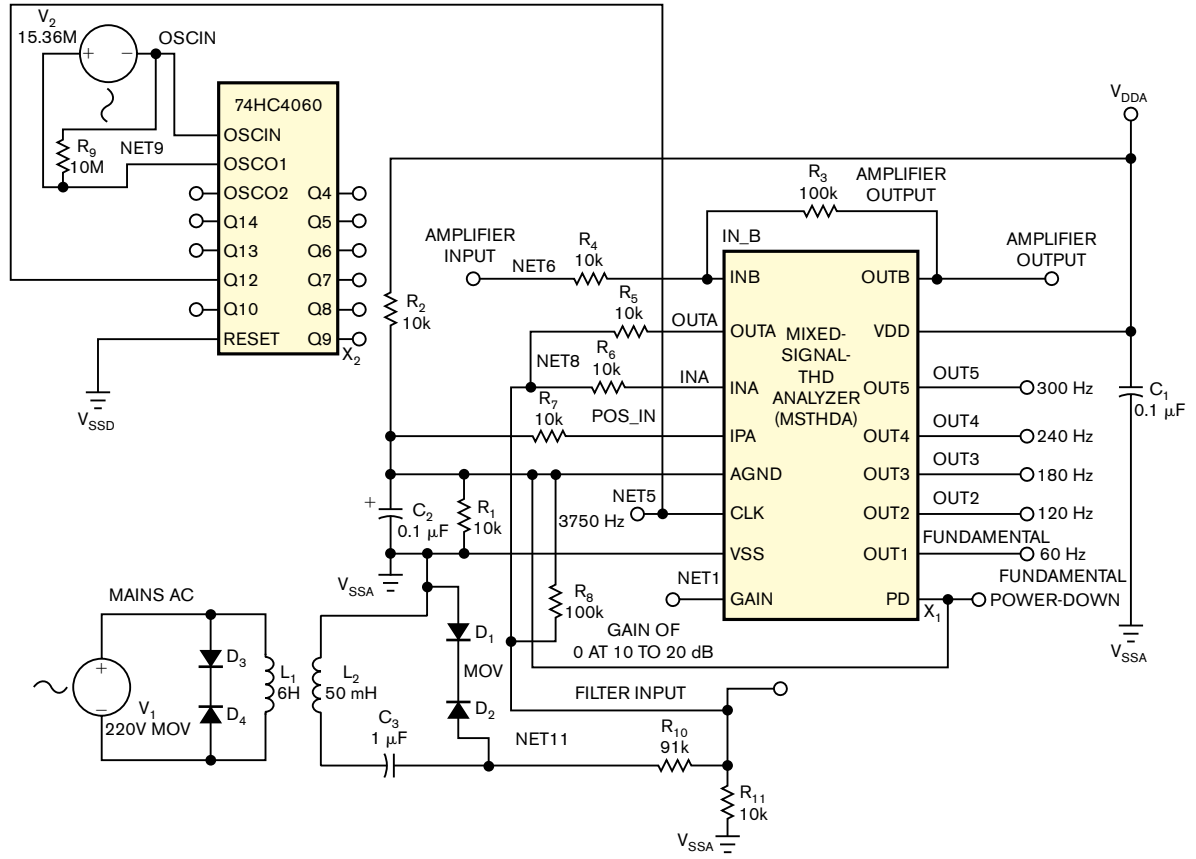 V2
15.36M
+
−
OSCIN
R9
10M
NET9
74HC4060
OSCIN
OSCO1
OSCO2
Q14
Q13
Q12
Q10
RESET
Q4
Q5
Q6
Q7
Q8
Q9
X2
VSSD
VDDA
R2
10k
AMPLIFIER
INPUT
NET6
R4
10k
R3
100k
AMPLIFIER
OUTPUT
IN_B
AMPLIFIER
OUTPUT
R5
10k
OUTA
NET8
R6
10k
INA
R7
10k
POS_IN
INB
OUTA
INA
IPA
AGND
CLK
VSS
GAIN
MIXED-
SIGNAL-
THD
ANALYZER
(MSTHDA)
OUTB
VDD
OUT5
OUT4
OUT3
OUT2
OUT1
PD
X1
OUT5
300 Hz
OUT4
240 Hz
OUT3
180 Hz
OUT2
120 Hz
FUNDAMENTAL
60 Hz
FUNDAMENTAL
POWER-DOWN
C1
0.1 µF
VSSA
+
C2
0.1 µF
R1
10k
NET5
3750 Hz
VSSA
NET1
R8
100k
GAIN OF
0 AT 10 TO 20 dB
MAINS AC
+
−
V1
220V MOV
D3
D4
L1
6H
L2
50 mH
C3
1 µF
D1
MOV
D2
NET11
FILTER INPUT
R10
91k
R11
10k
VSSA